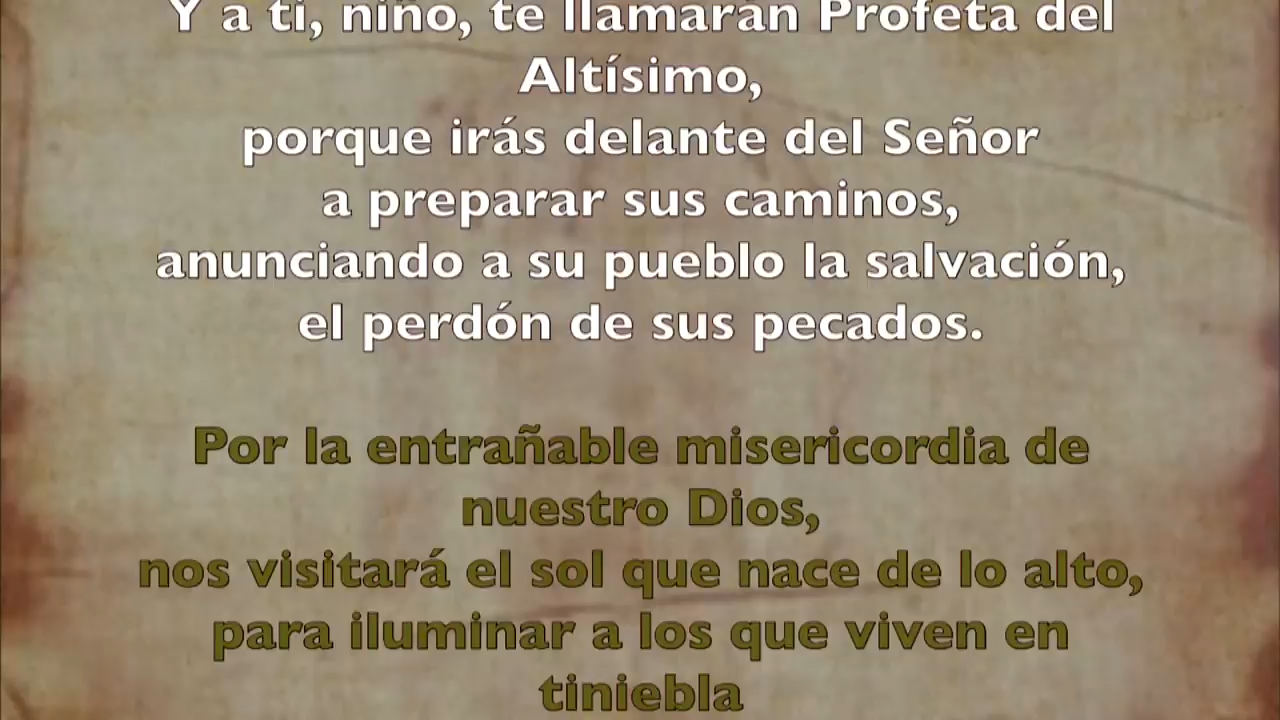 Y a ti, niño, te llamarán Profeta del
Altísimo,
porque irás delante del Señor
a preparar sus caminos,
anunciando a su pueblo la salvación,
el perdón de sus pecados.
Por la entrañable misericordia de
nuestro Dios,
nos visitará el sol que nace de lo alto,
para iluminar a los que viven en
tiniebla